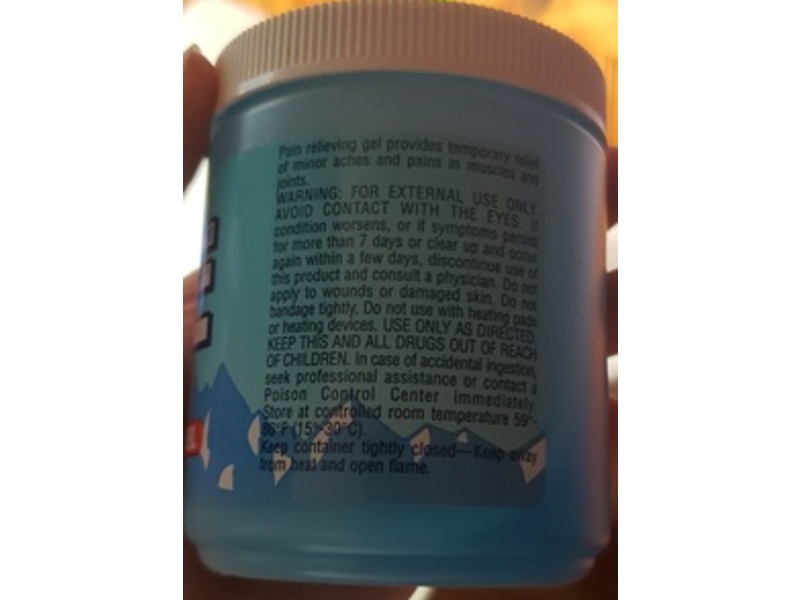 Pain relieving gel provides temporary relief
of minor aches and pains in muscles and
joints.
WARNING: FOR EXTERNAL USE ONLY
AVOID CONTACT WITH THE EYES. If
condition worsens, or if symptoms persist
for more than 7 days or clear up and occur
again within a few days, discontinue use of
this product and consult a physician. Do not
apply to wounds or damaged skin. Do not
bandage tightly. Do not use with heating pads
or heating devices. USE ONLY AS DIRECTED.
KEEP THIS AND ALL DRUGS OUT OF REACH
OF CHILDREN. In case of accidental ingestion,
seek professional assistance or contact a
Poison Control Center immediately.
Store at controlled room temperature 59°-
86°F (15°-30°C).
Keep container tightly closed—Keep away
from heat and open flame.